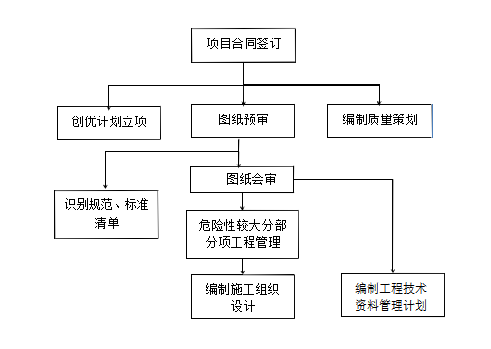 项目合同签订
创优计划立项
图纸预审
编制质量策划
图纸会审
识别规范、标准
清单
危险性较大分部
分项工程管理
编制施工组织
设计
编制工程技术
资料管理计划